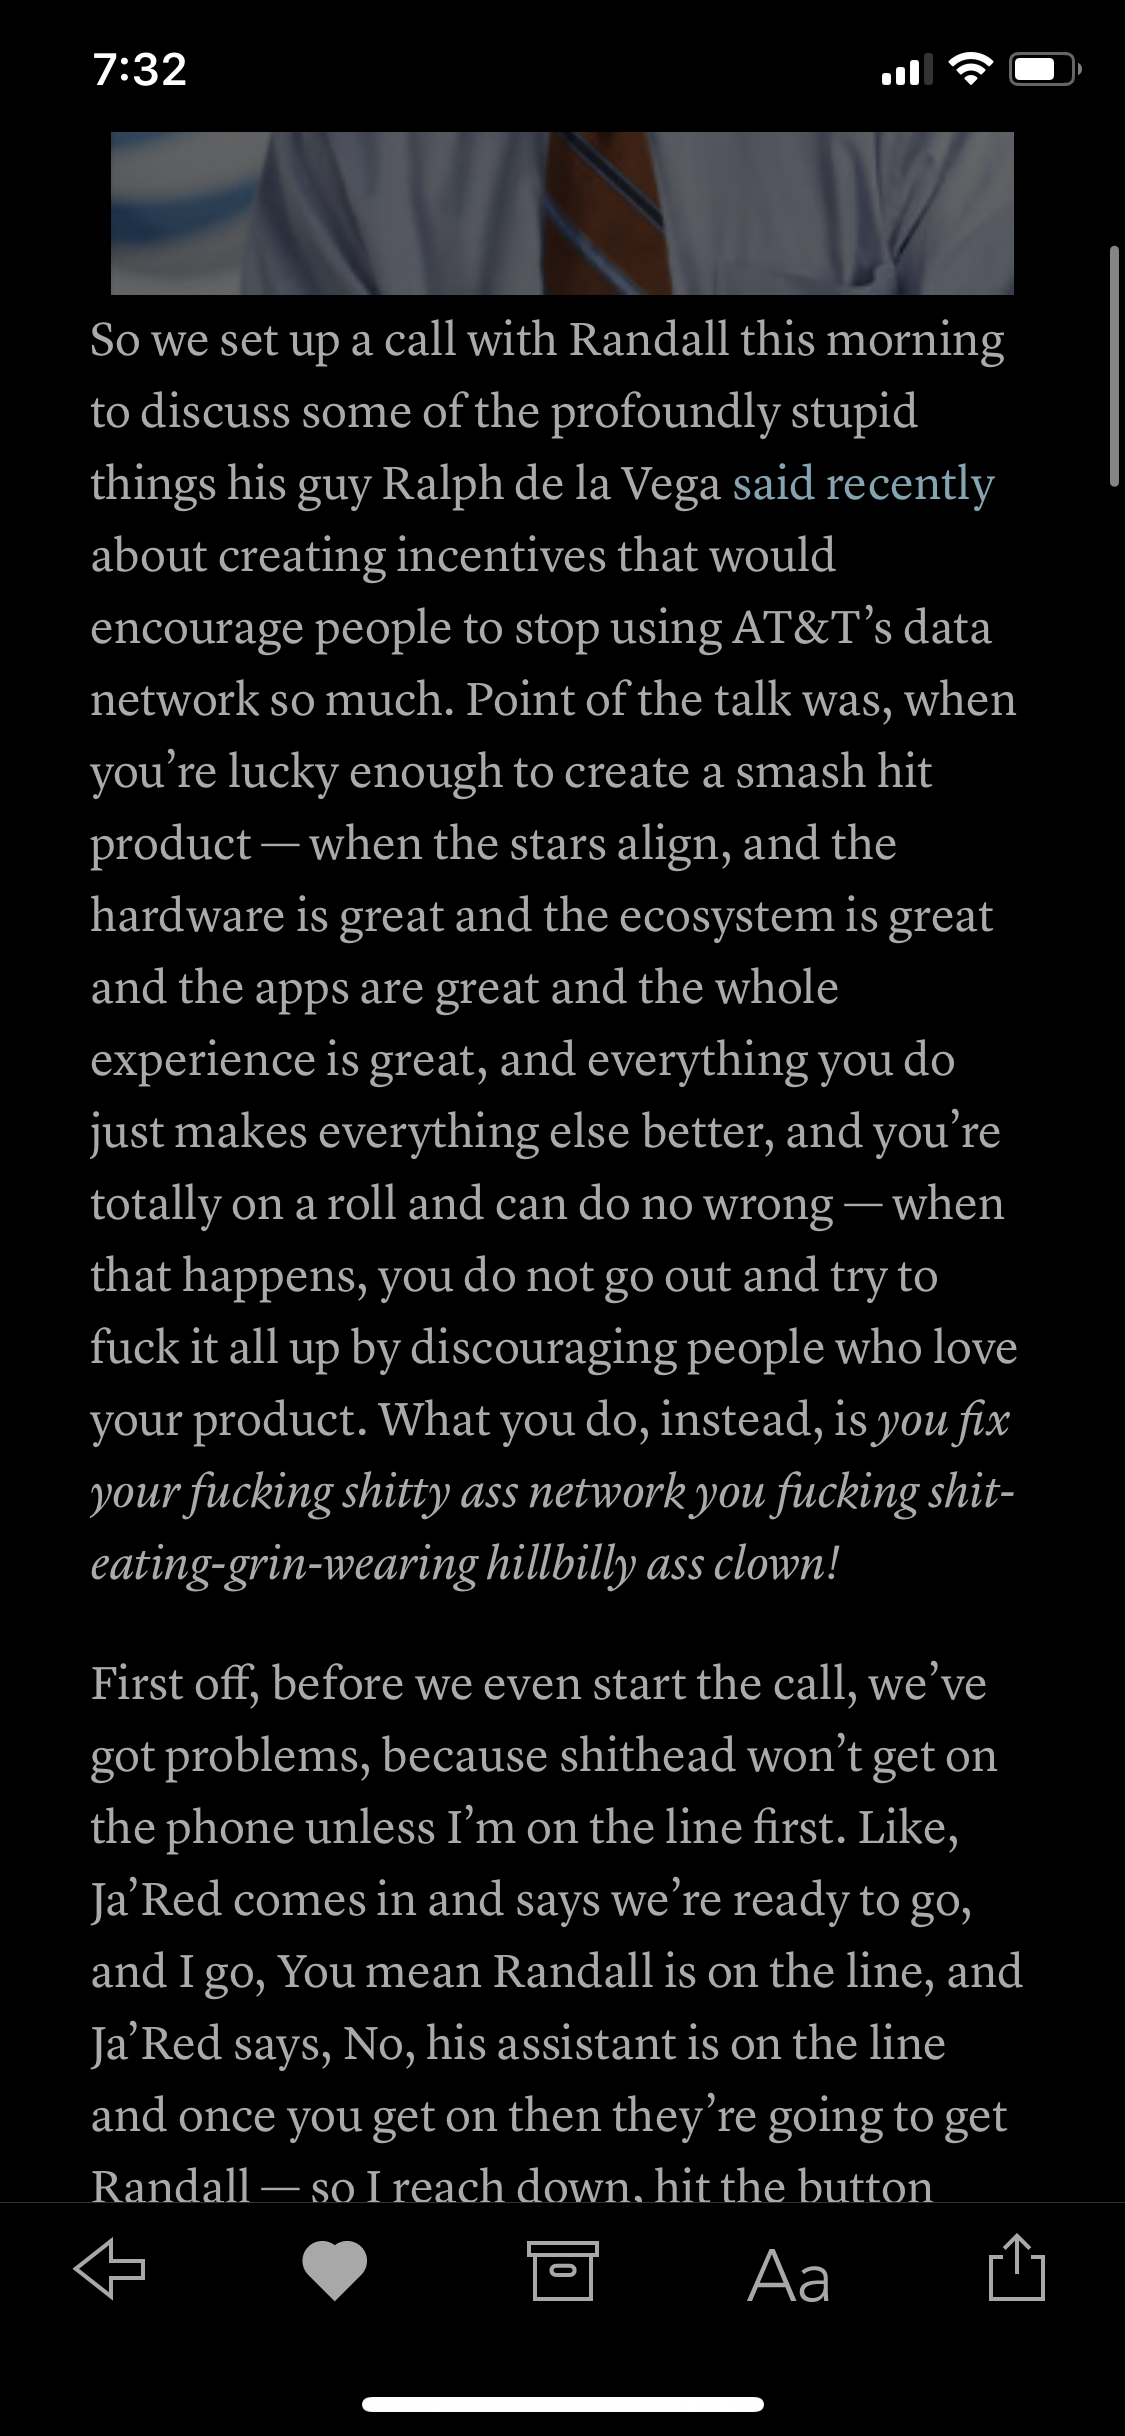 7:32
So we set up a call with Randall this morning
to discuss some of the profoundly stupid
things his guy Ralph de la Vega said recently
about creating incentives that would
encourage people to stop using AT&T’s data
network so much. Point of the talk was, when
you’re lucky enough to create a smash hit
product — when the stars align, and the
hardware is great and the ecosystem is great
and the apps are great and the whole
experience is great, and everything you do
just makes everything else better, and you’re
totally on a roll and can do no wrong — when
that happens, you do not go out and try to
fuck it all up by discouraging people who love
your product. What you do, instead, is you fix
your fucking shitty ass network you fucking shit-
eating-grin-wearing hillbilly ass clown!
First off, before we even start the call, we’ve
got problems, because shithead won’t get on
the phone unless I’m on the line first. Like,
Ja’Red comes in and says we’re ready to go,
and I go, You mean Randall is on the line, and
Ja’Red says, No, his assistant is on the line
and once you get on then they’re going to get
Randall — so I reach down, hit the button
Aa